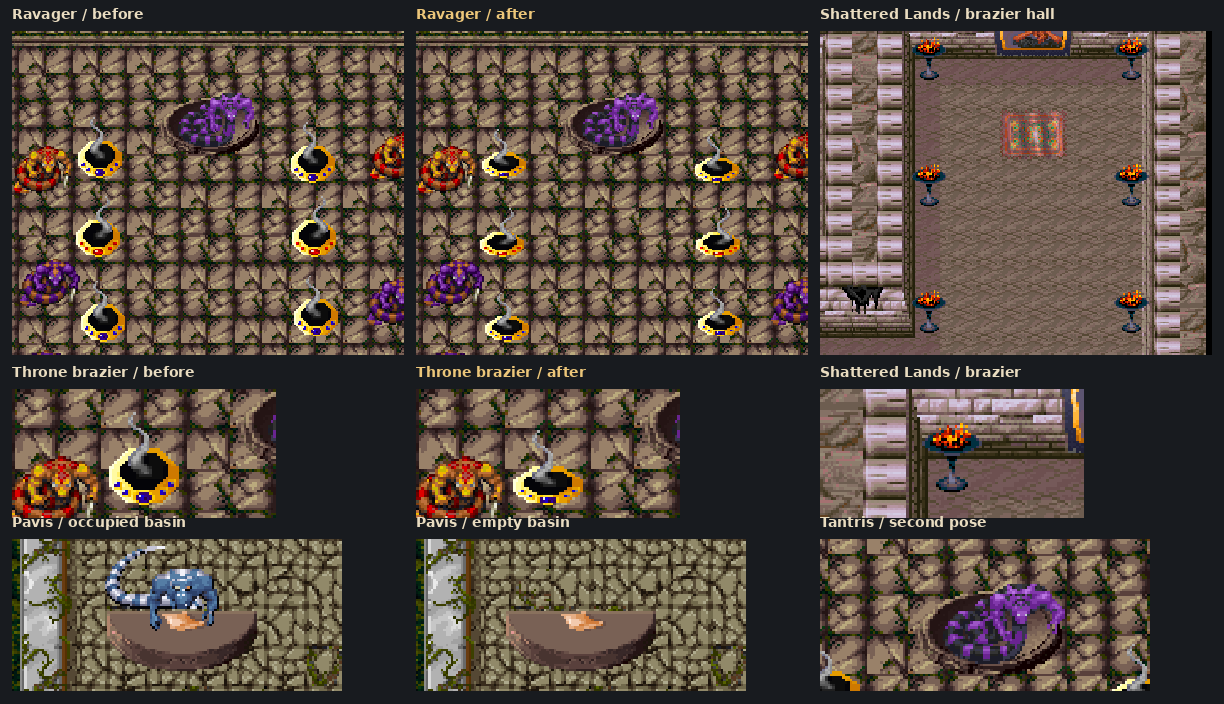 Ravager / before
Ravager / after
Shattered Lands / brazier hall
Throne brazier / before
Throne brazier / after
Shattered Lands / brazier
Pavis / occupied basin
Pavis / empty basin
Tantris / second pose